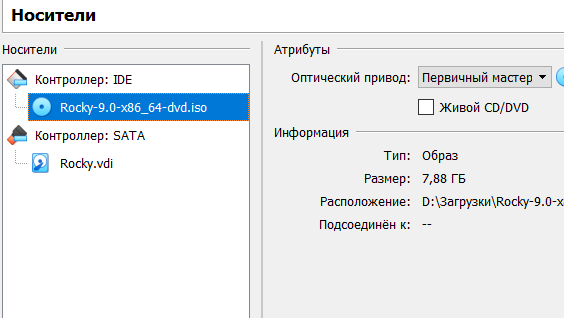 Носители
Носители
Контроллер: IDE
Rocky-9.0-x86_64-dvd.iso
Контроллер: SATA
Rocky.vdi
Атрибуты
Оптический привод: Первичный мастер
Живой CD/DVD
Информация
Тип: Образ
Размер: 7,88 ГБ
Расположение: D:\Загрузки\Rocky-9.0-x
Подсоединён к: --